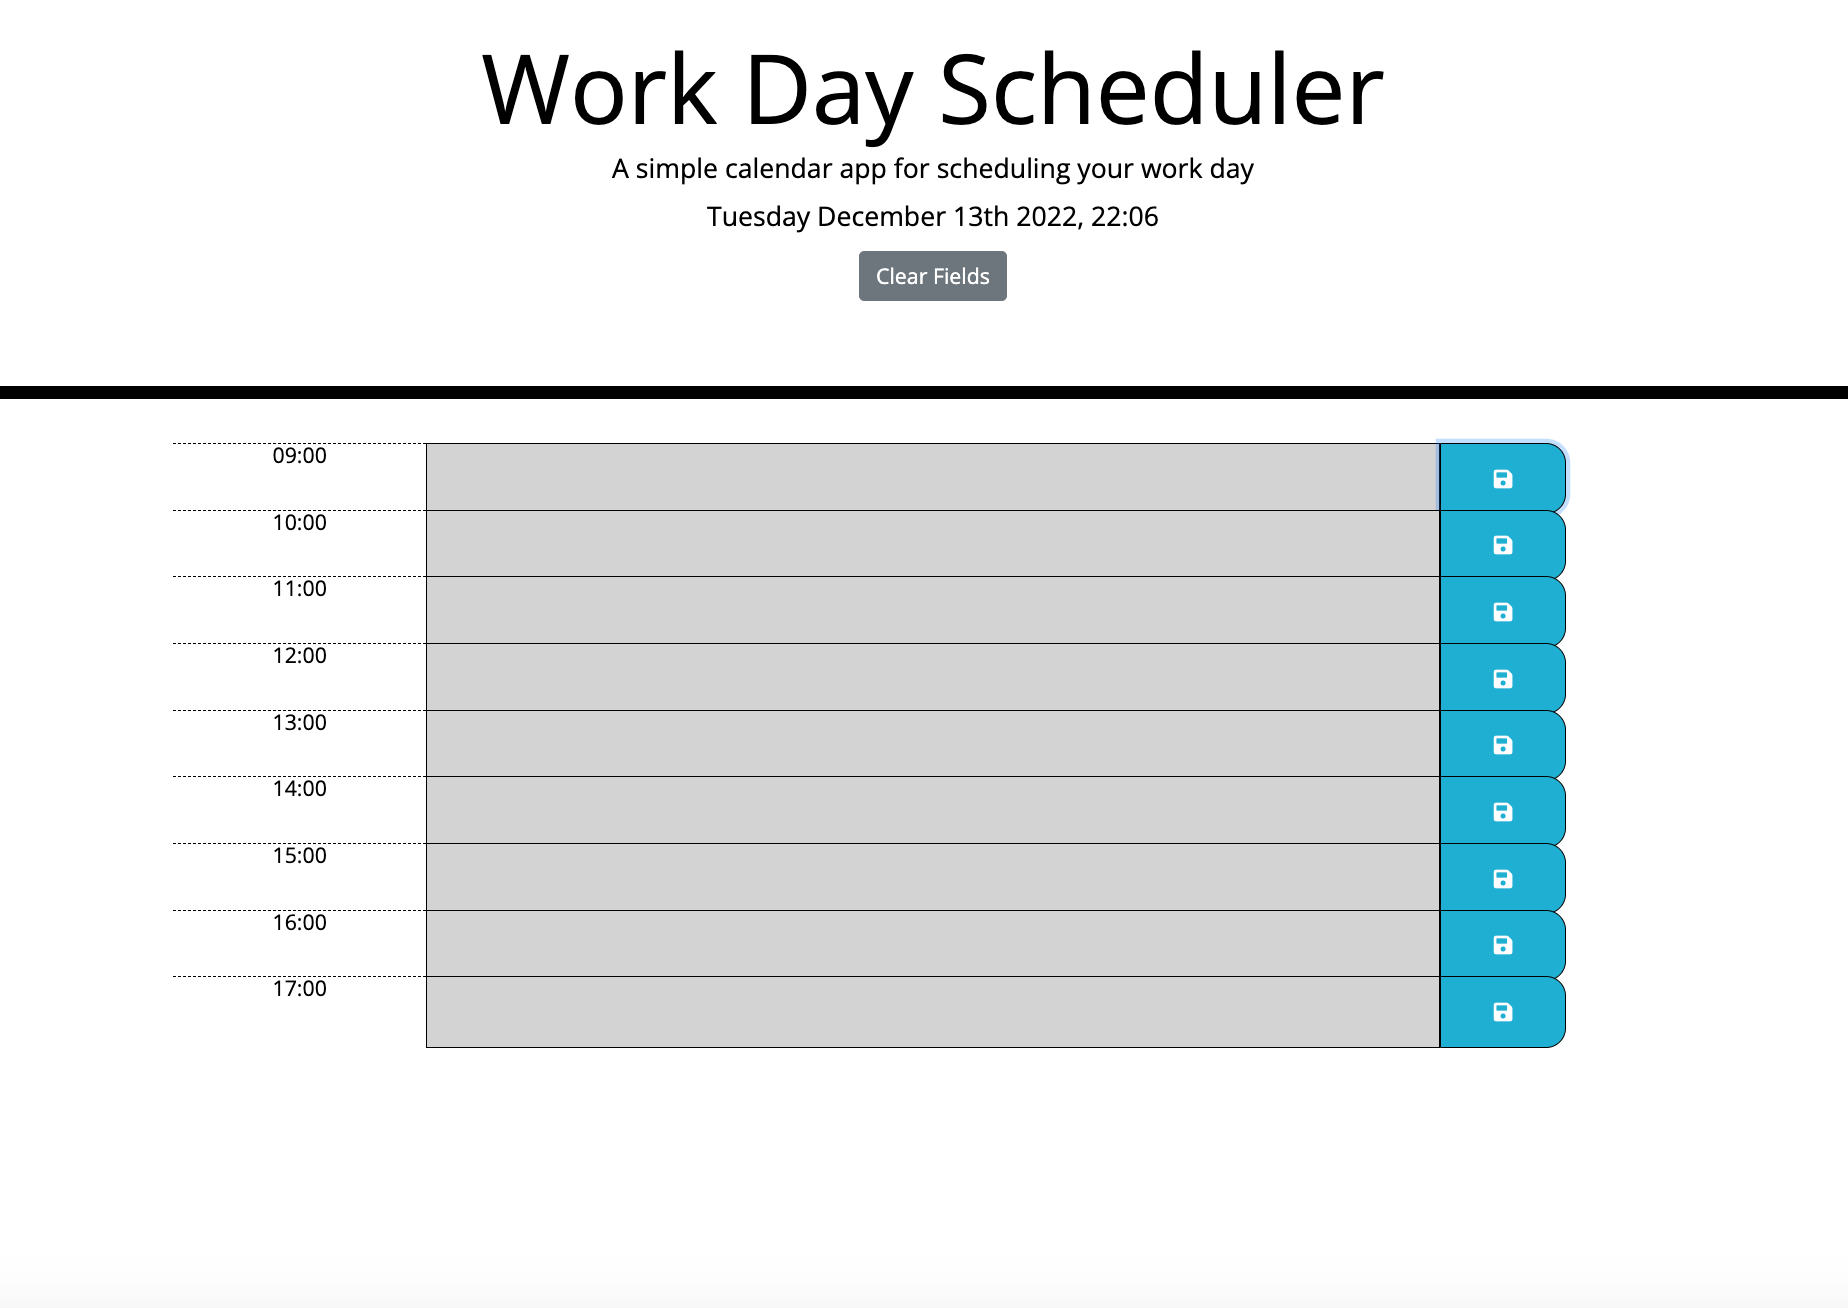 Work Day Scheduler
A simple calendar app for scheduling your work day
Tuesday December 13th 2022, 22:06
Clear Fields
09:00
10:00
11:00
12:00
13:00
14:00
15:00
16:00
17:00